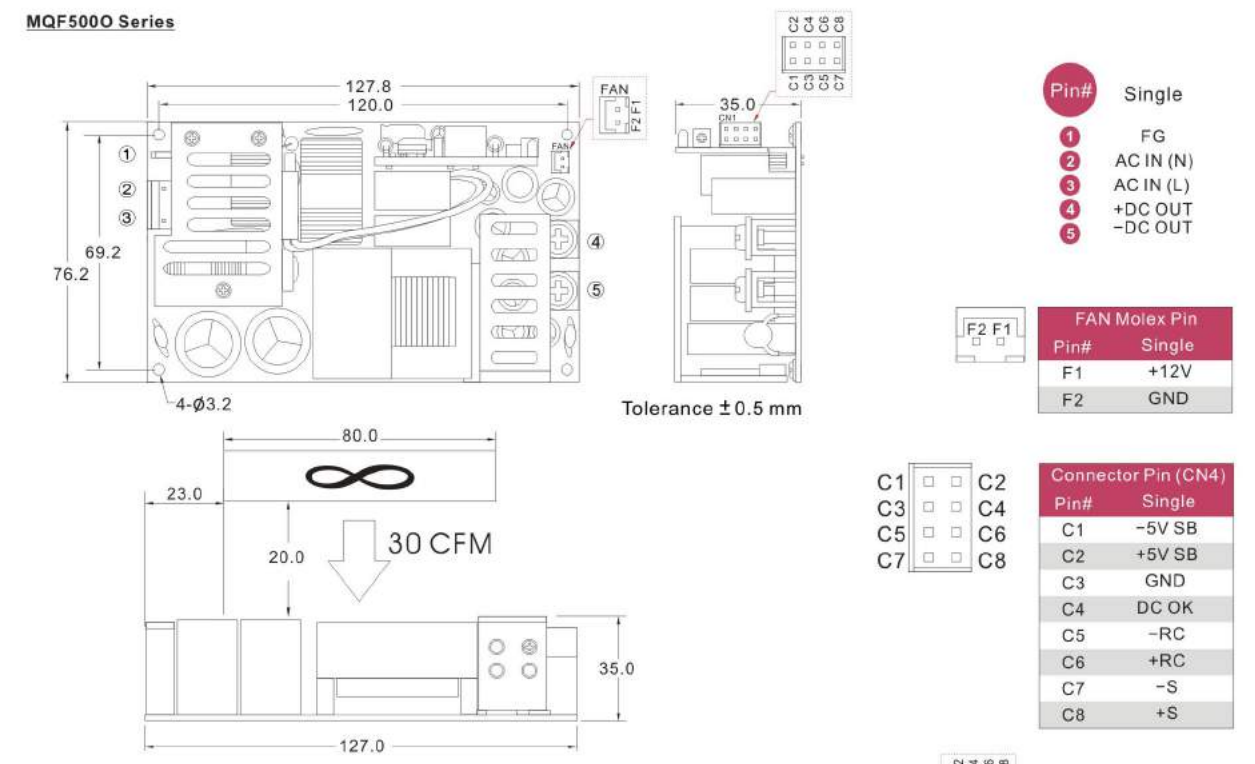 MQF500O Series
127.8
120.0
FAN
F2 F1
76.2
69.2
①
②
③
FAN
④
⑤
4-Ø3.2
C2 C4 C6 C8
C1 C3 C5 C7
35.0
CN1
Tolerance ±0.5 mm
80.0
23.0
20.0
30 CFM
35.0
127.0
Pin# Single
1 FG
2 AC IN (N)
3 AC IN (L)
4 +DC OUT
5 −DC OUT
F2 F1
FAN Molex Pin
Pin# Single
F1 +12V
F2 GND
C1 C2
C3 C4
C5 C6
C7 C8
Connector Pin (CN4)
Pin# Single
C1 −5V SB
C2 +5V SB
C3 GND
C4 DC OK
C5 −RC
C6 +RC
C7 −S
C8 +S